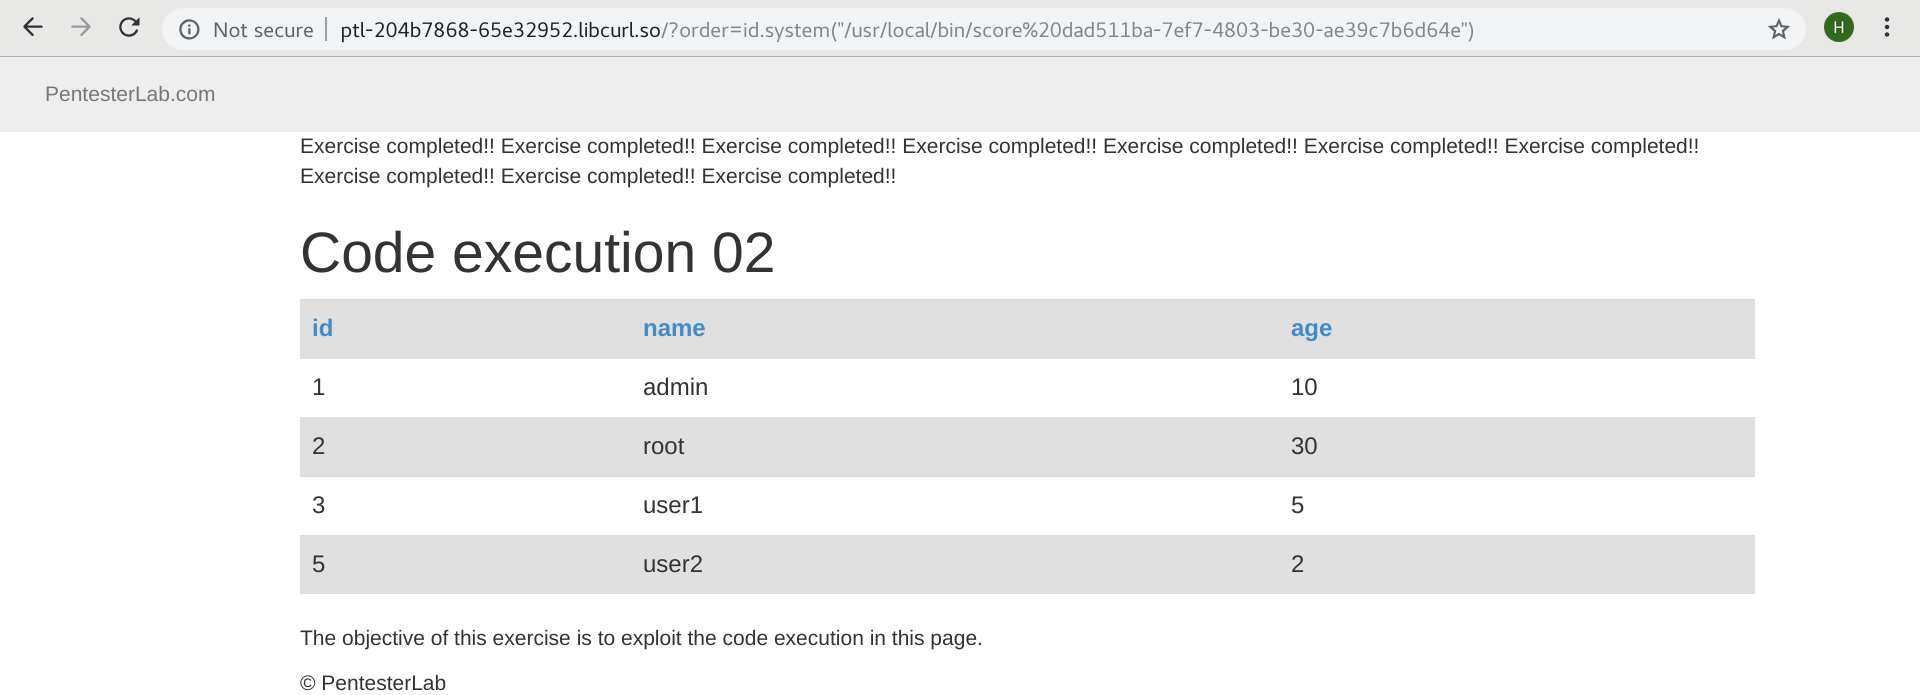 Not secure | ptl-204b7868-65e32952.libcurl.so/?order=id.system("/usr/local/bin/score%20dad511ba-7ef7-4803-be30-ae39c7b6d64e") H
PentesterLab.com
Exercise completed!! Exercise completed!! Exercise completed!! Exercise completed!! Exercise completed!! Exercise completed!! Exercise completed!!
Exercise completed!! Exercise completed!! Exercise completed!!
Code execution 02
id name age
1 admin 10
2 root 30
3 user1 5
5 user2 2
The objective of this exercise is to exploit the code execution in this page.
© PentesterLab